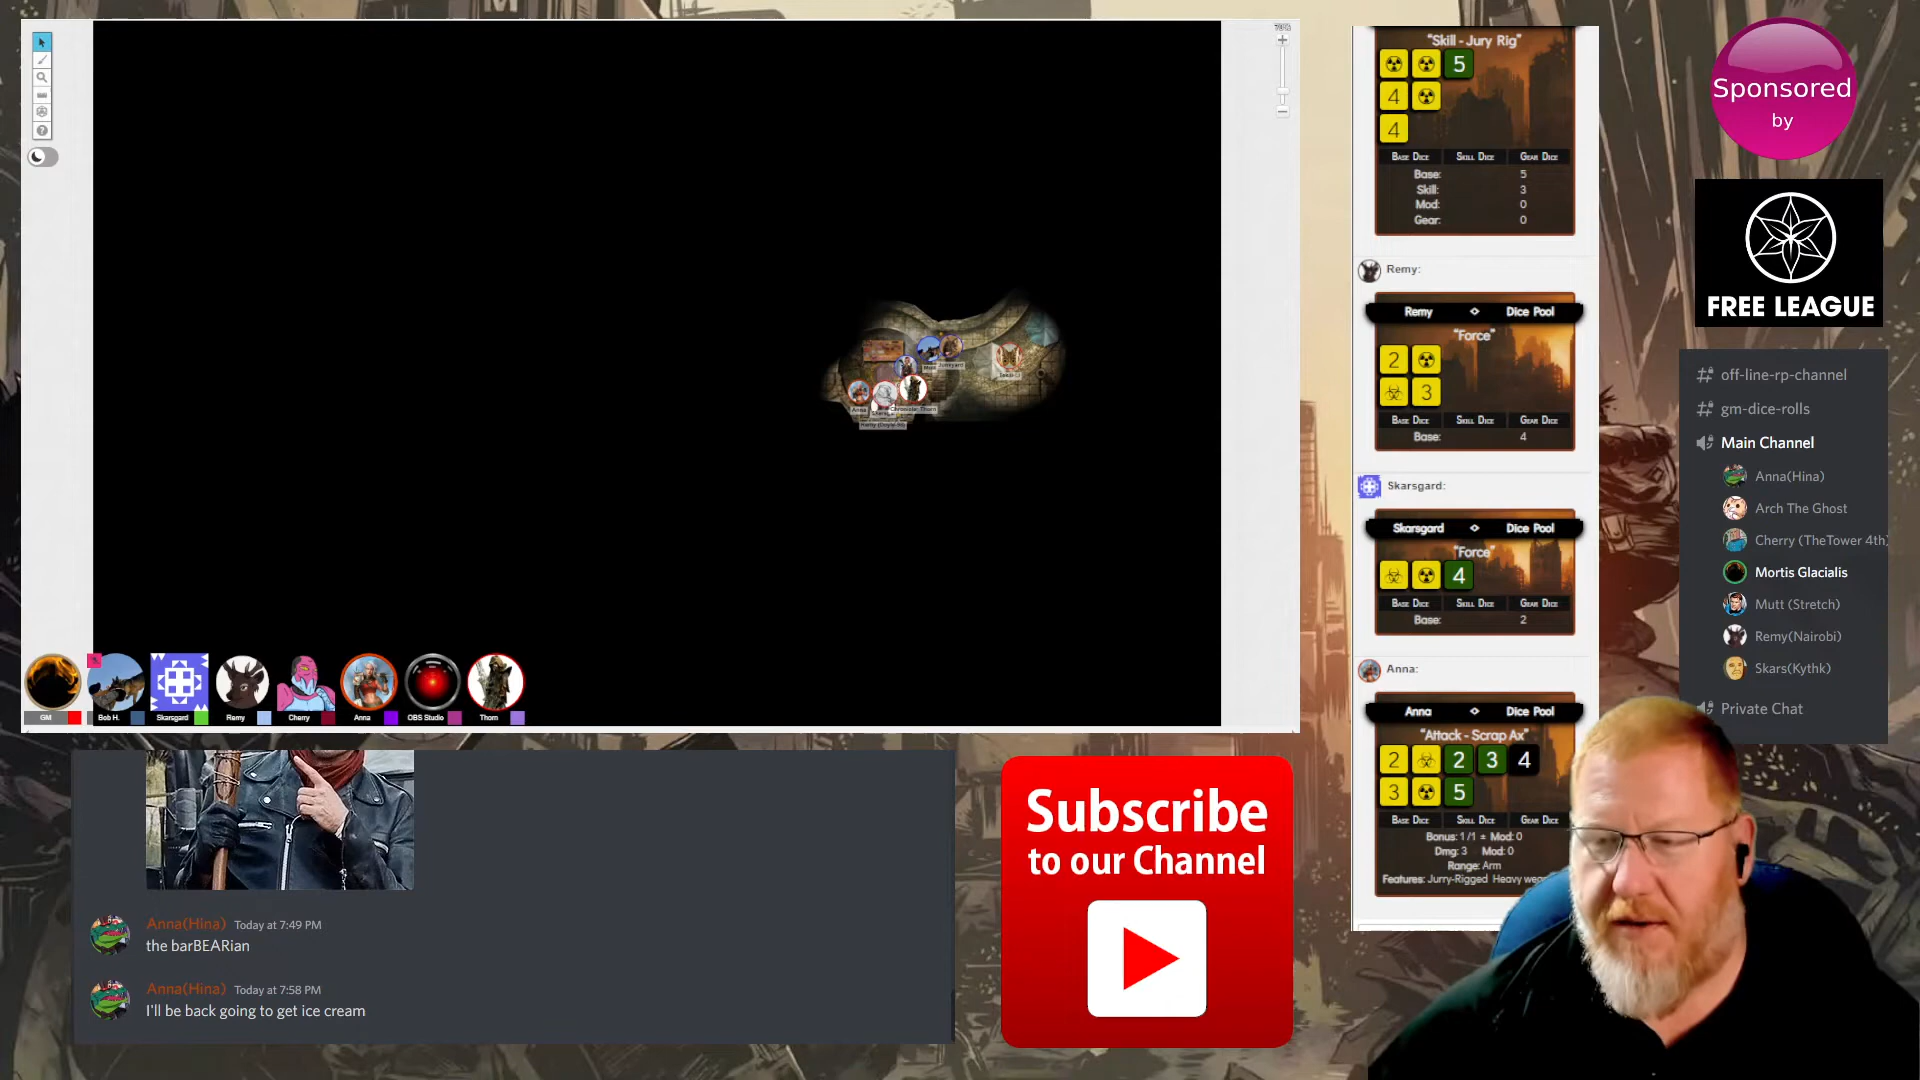 "Skill - Jury Rig"
5
4
4
Base Dice Skill Dice Gear Dice
Base: 5
Skill: 3
Mod: 0
Gear: 0
Remy:
Remy Dice Pool
"Force"
2
3
Base Dice Skill Dice Gear Dice
Base: 4
Skarsgard:
Skarsgard Dice Pool
"Force"
4
Base Dice Skill Dice Gear Dice
Base: 2
Anna:
Anna Dice Pool
"Attack - Scrap Ax"
2 2 3 4
3 5
Base Dice Skill Dice Gear Dice
Bonus: 1/1 ± Mod: 0
Dmg: 3 Mod: 0
Range: Arm
Features: Jurry-Rigged Heavy
Sponsored
by
FREE LEAGUE
off-line-rp-channel
gm-dice-rolls
Main Channel
Anna(Hina)
Arch The Ghost
Cherry (TheTower 4th)
Mortis Glacialis
Mutt (Stretch)
Remy(Nairobi)
Skars(Kythk)
Private Chat
GM
Bob H.
Skarsgard
Remy
Cherry
Anna
OBS Studio
Thorn
Anna(Hina) Today at 7:49 PM
the barBEARian
Anna(Hina) Today at 7:58 PM
I'll be back going to get ice cream
Subscribe
to our Channel